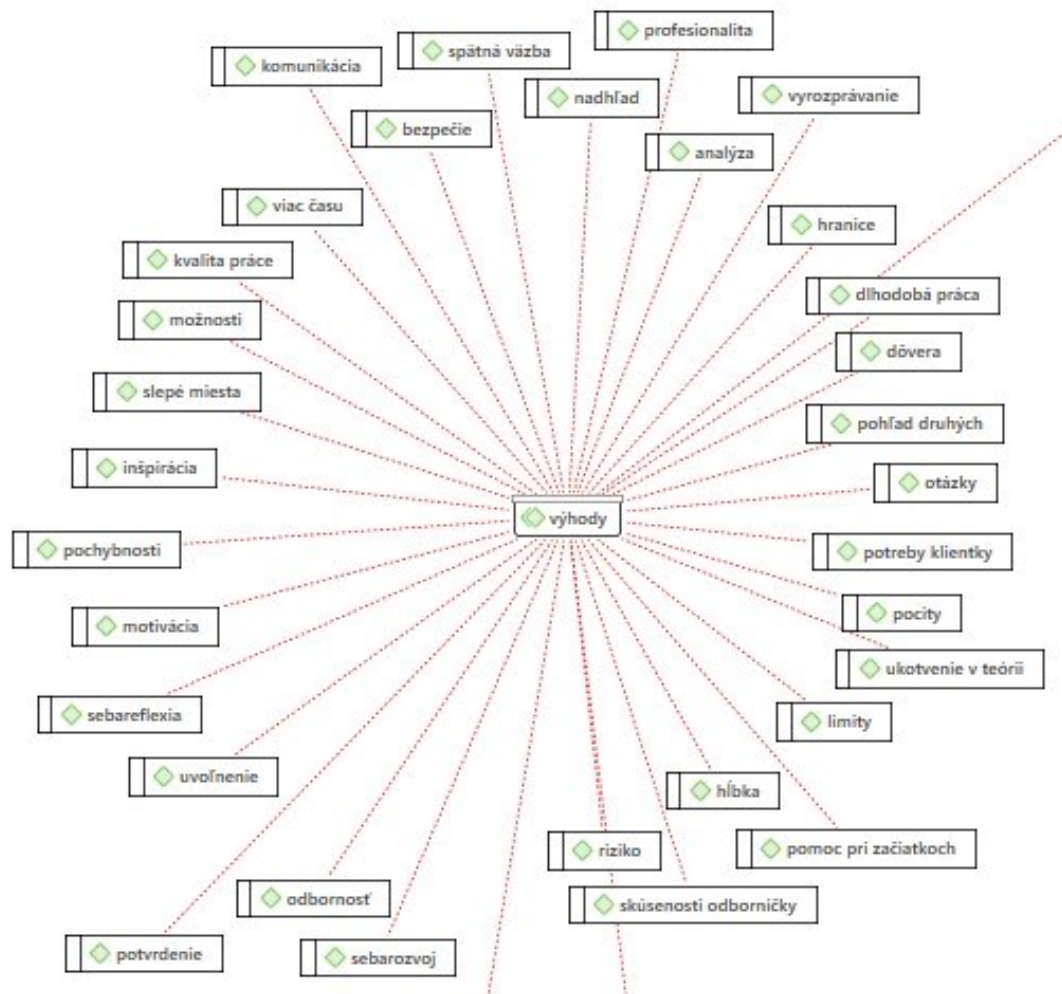 profesionalita
spätná väzba
komunikácia
nadhľad
vyrozprávanie
bezpečie
analýza
viac času
hranice
kvalita práce
dlhodobá práca
možnosti
dôvera
slepé miesta
pohľad druhých
inšpirácia
otázky
výhody
pochybnosti
potreby klientky
pocity
motivácia
ukotvenie v teórii
sebareflexia
limity
uvoľnenie
hĺbka
riziko
pomoc pri začiatkoch
odbornosť
skúsenosti odborničky
potvrdenie
sebarozvoj